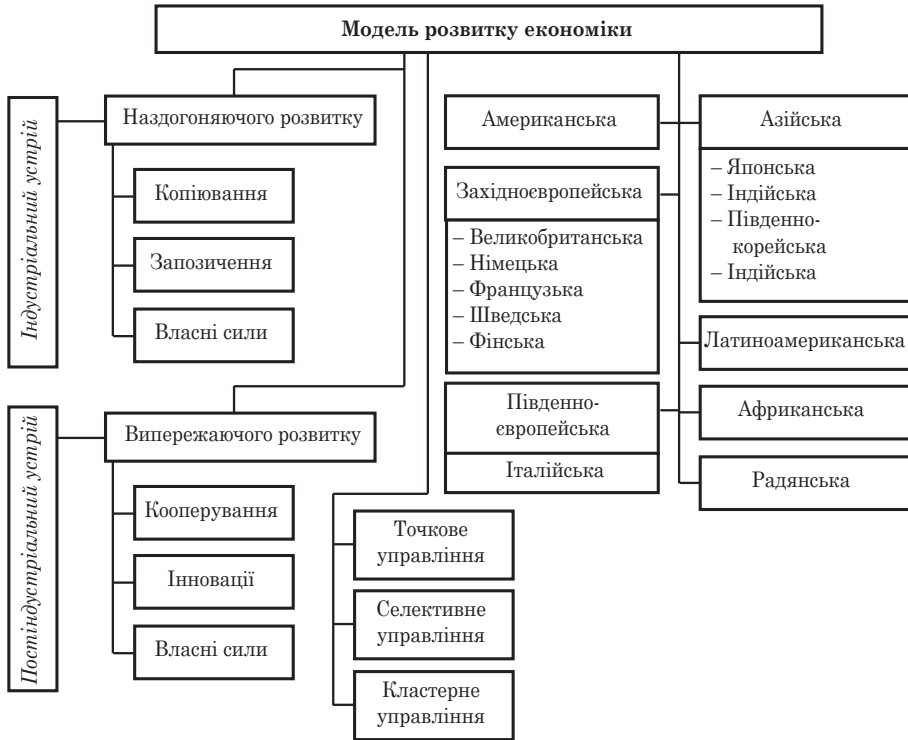 Модель розвитку економіки
Індустріальний устрій
Наздогоняючого розвитку
Копіювання
Запозичення
Власні сили
Постіндустріальний устрій
Випережаючого розвитку
Кооперування
Інновації
Власні сили
Точкове
управління
Селективне
управління
Кластерне
управління
Американська
Західноєвропейська
– Великобританська
– Німецька
– Французька
– Шведська
– Фінська
Південно-
європейська
Італійська
Азійська
– Японська
– Індійська
– Південно-
корейська
– Індійська
Латиноамериканська
Африканська
Радянська